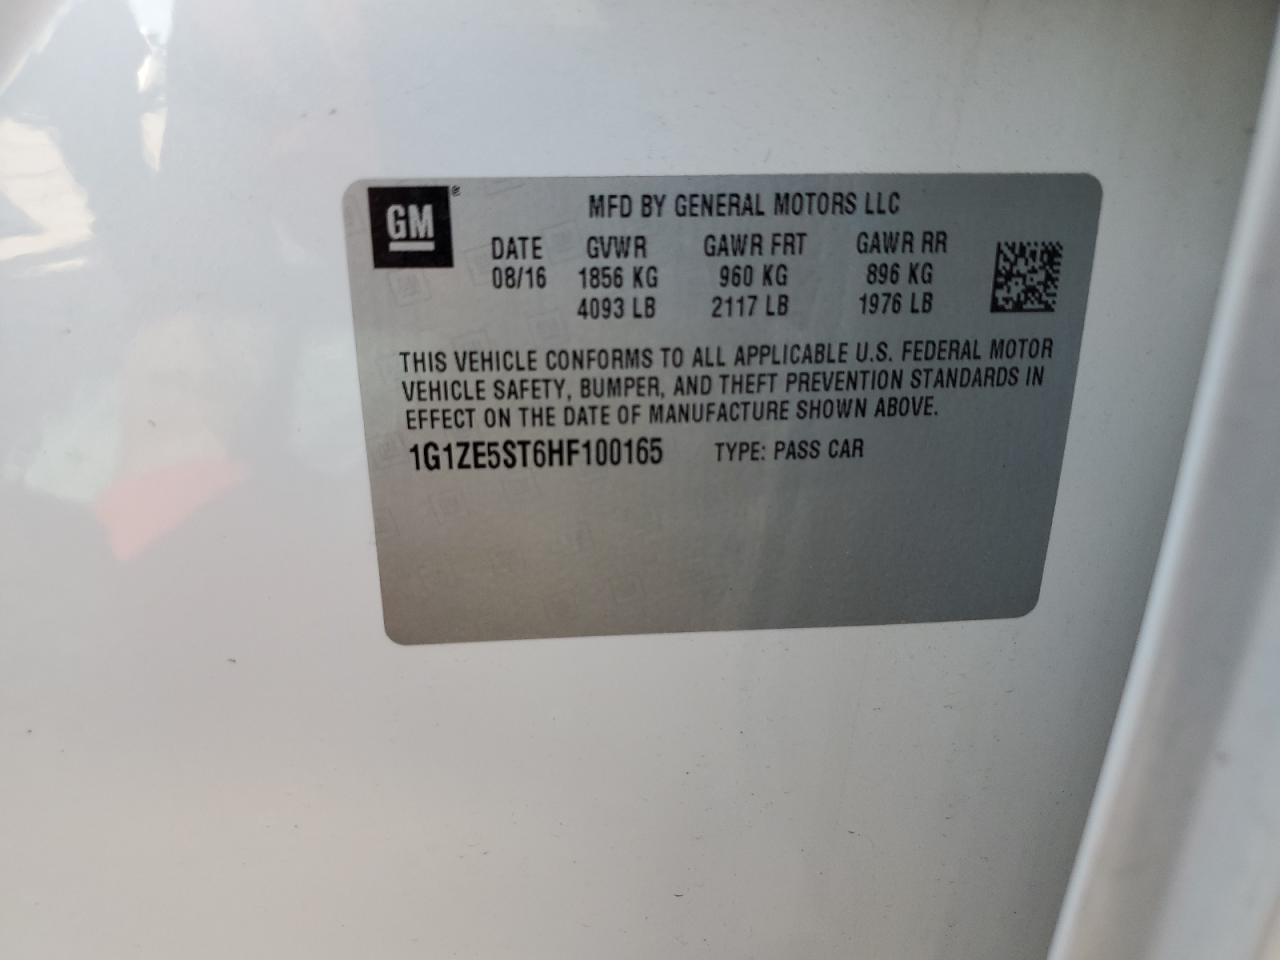 GM ®
MFD BY GENERAL MOTORS LLC
DATE GVWR GAWR FRT GAWR RR
08/16 1856 KG 960 KG 896 KG
4093 LB 2117 LB 1976 LB
THIS VEHICLE CONFORMS TO ALL APPLICABLE U.S. FEDERAL MOTOR
VEHICLE SAFETY, BUMPER, AND THEFT PREVENTION STANDARDS IN
EFFECT ON THE DATE OF MANUFACTURE SHOWN ABOVE.
1G1ZE5ST6HF100165 TYPE: PASS CAR